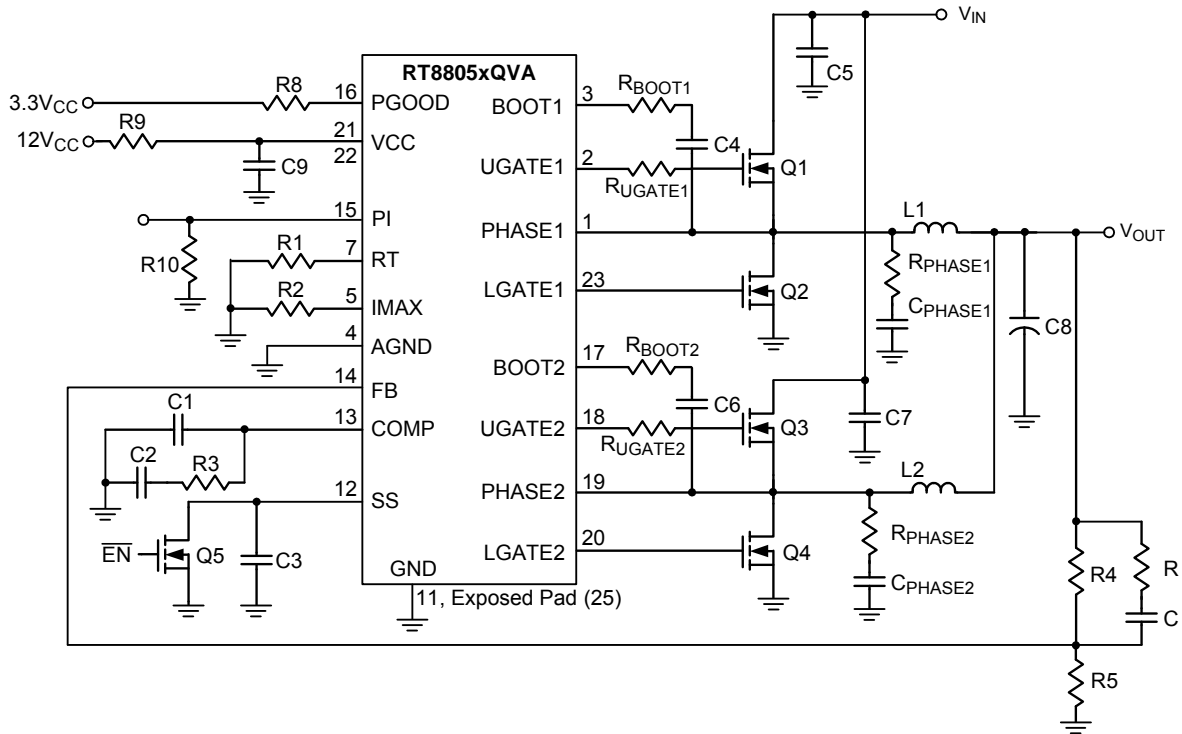 V_IN
RT8805xQVA
C5
3.3V_CC
R8
16
PGOOD
BOOT1
3
R_BOOT1
12V_CC
R9
21
VCC
22
C9
C4
UGATE1
2
R_UGATE1
Q1
15
PI
R10
PHASE1
1
L1
V_OUT
R1
7
RT
R_PHASE1
R2
5
IMAX
LGATE1
23
Q2
C_PHASE1
C8
4
AGND
BOOT2
17
R_BOOT2
14
FB
C1
13
COMP
C6
UGATE2
18
R_UGATE2
Q3
C7
C2
R3
L2
12
SS
PHASE2
19
EN
Q5
C3
LGATE2
20
Q4
R_PHASE2
C_PHASE2
R4
R
C
GND
11, Exposed Pad (25)
R5